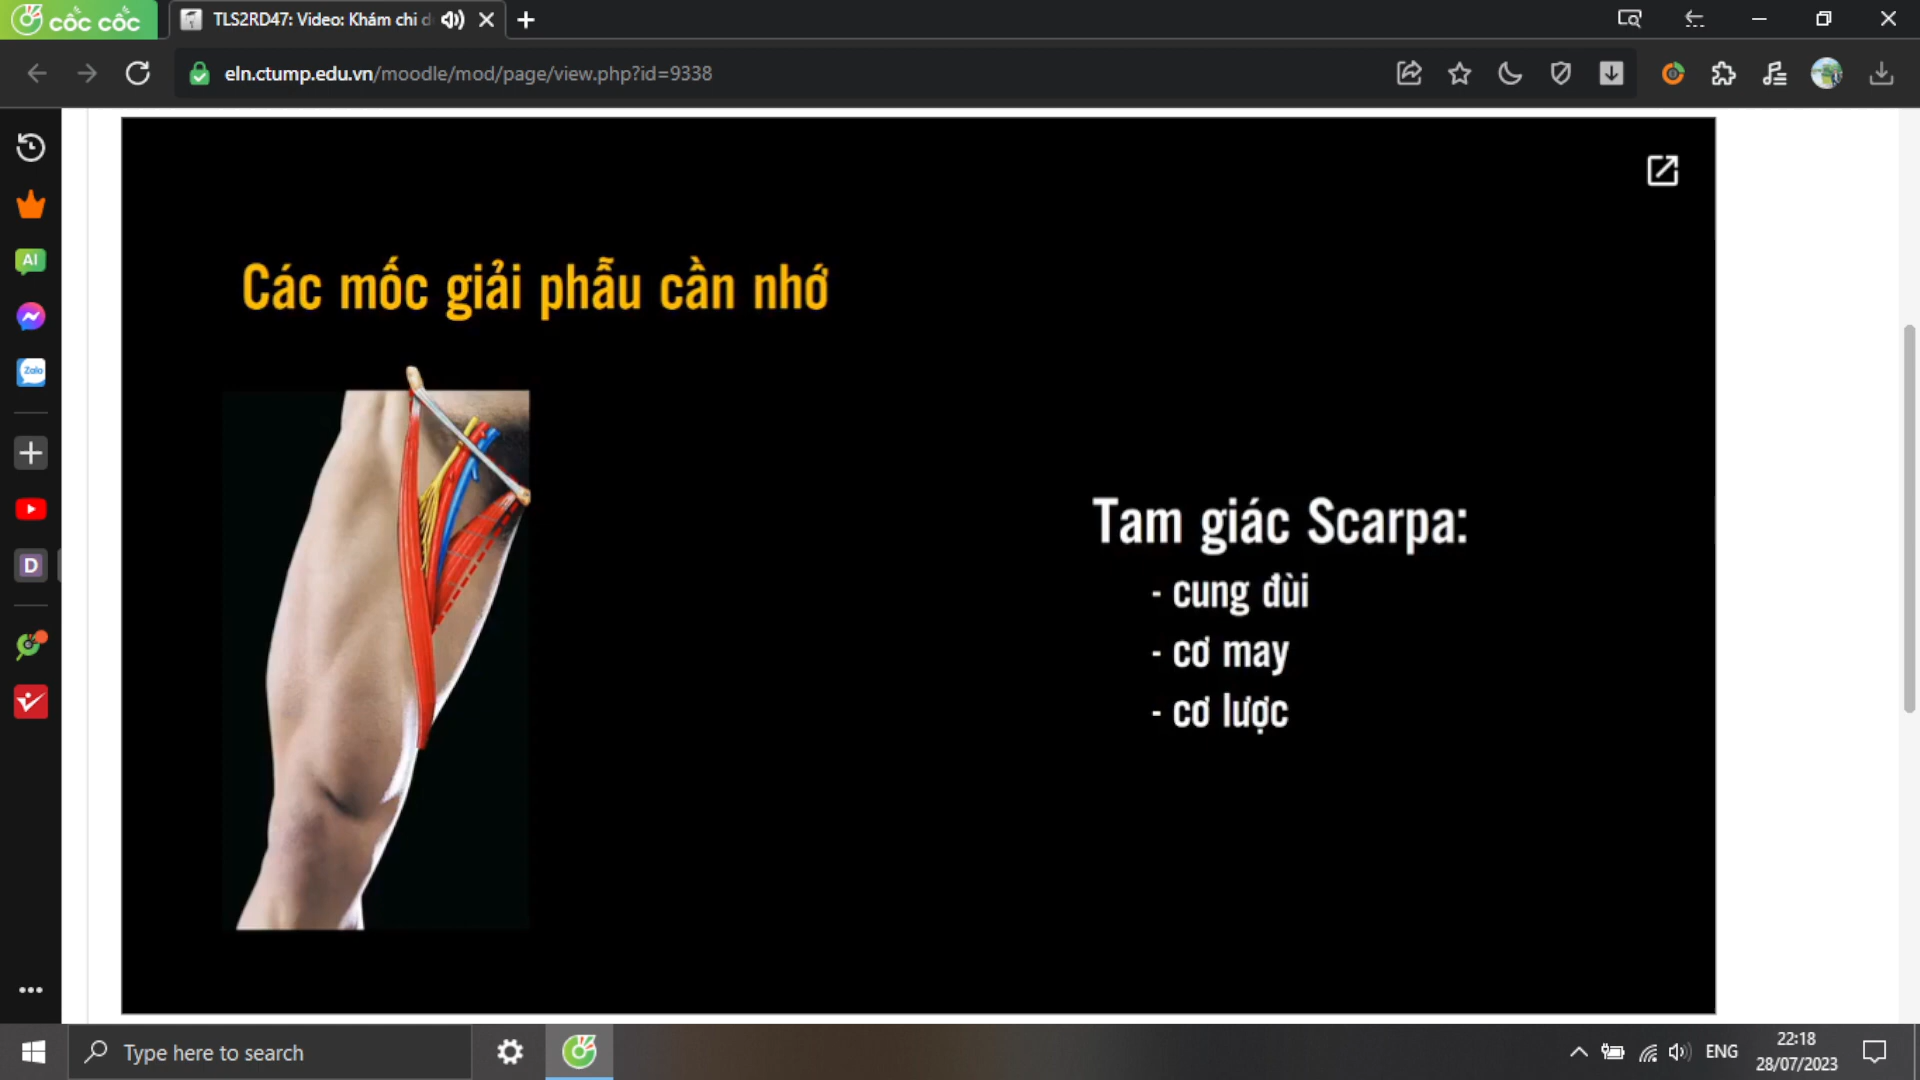 cốc cốc
TLS2RD47: Video: Khám chi d
eln.ctump.edu.vn/moodle/mod/page/view.php?id=9338
AI
Zalo
D
Các mốc giải phẫu cần nhớ
Tam giác Scarpa:
- cung đùi
- cơ may
- cơ lược
Type here to search
ENG
22:18
28/07/2023